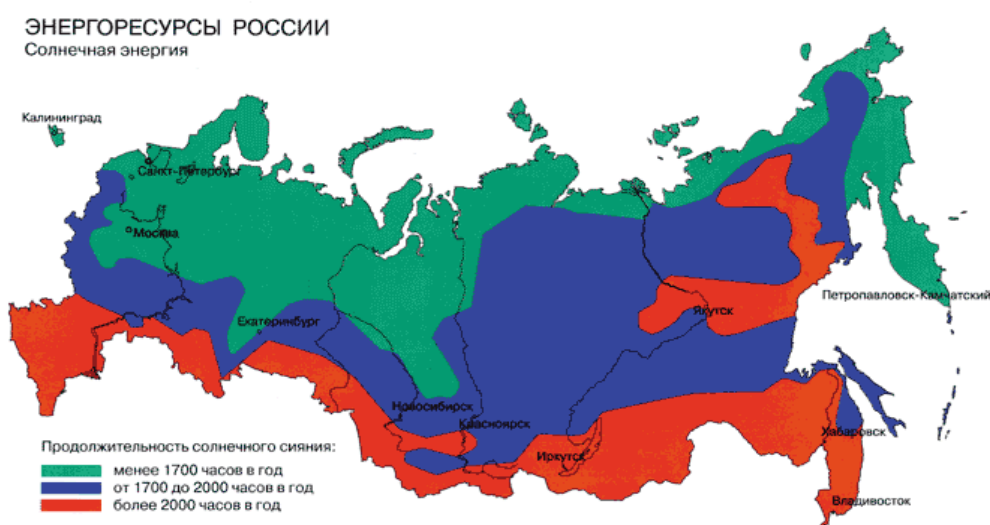 ЭНЕРГОРЕСУРСЫ РОССИИ
Солнечная энергия
Калининград
Санкт-Петербург
Москва
Петропавловск-Камчатский
Якутск
Екатеринбург
Новосибирск
Красноярск
Хабаровск
Иркутск
Владивосток
Продолжительность солнечного сияния:
менее 1700 часов в год
от 1700 до 2000 часов в год
более 2000 часов в год